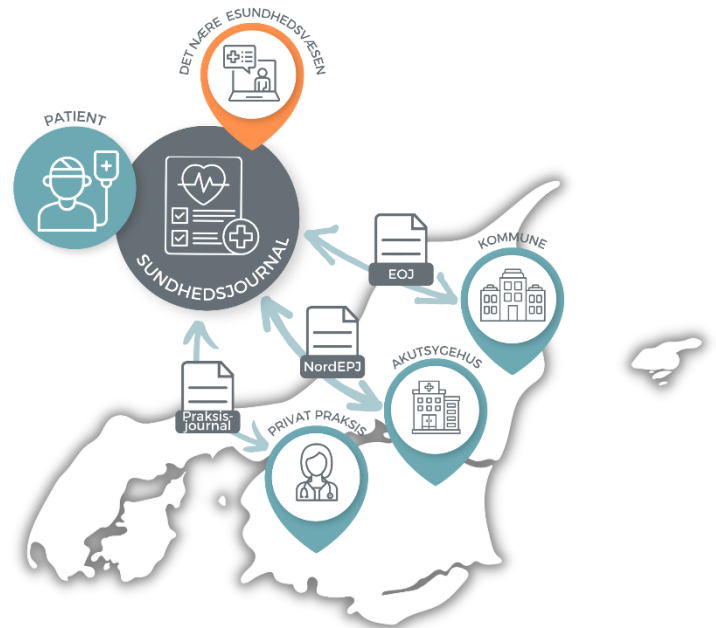 DET NÆRE ESUNDHEDSVÆSEN
PATIENT
SUNDHEDSJOURNAL
EOJ
KOMMUNE
NordEPJ
AKUTSYGEHUS
Praksis-
journal
PRIVAT PRAKSIS